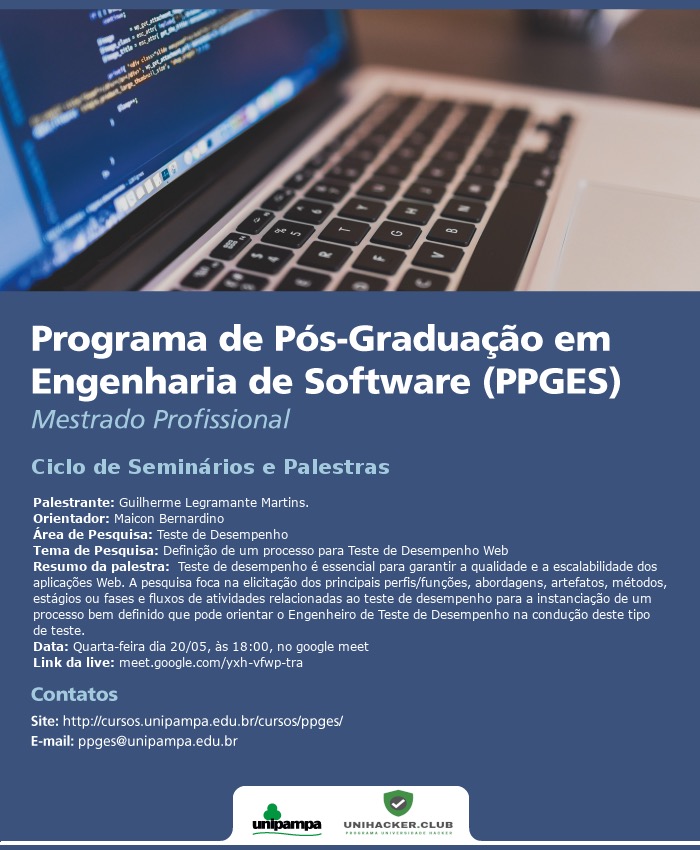 Programa de Pós-Graduação em
Engenharia de Software (PPGES)
Mestrado Profissional
Ciclo de Seminários e Palestras
Palestrante: Guilherme Legramante Martins.
Orientador: Maicon Bernardino
Área de Pesquisa: Teste de Desempenho
Tema de Pesquisa: Definição de um processo para Teste de Desempenho Web
Resumo da palestra: Teste de desempenho é essencial para garantir a qualidade e a escalabilidade dos
aplicações Web. A pesquisa foca na elicitação dos principais perfis/funções, abordagens, artefatos, métodos,
estágios ou fases e fluxos de atividades relacionadas ao teste de desempenho para a instanciação de um
processo bem definido que pode orientar o Engenheiro de Teste de Desempenho na condução deste tipo
de teste.
Data: Quarta-feira dia 20/05, às 18:00, no google meet
Link da live: meet.google.com/yxh-vfwp-tra
Contatos
Site: http://cursos.unipampa.edu.br/cursos/ppges/
E-mail: ppges@unipampa.edu.br
unipampa
UNIHACKER.CLUB
PROGRAMA UNIVERSIDADE HACKER